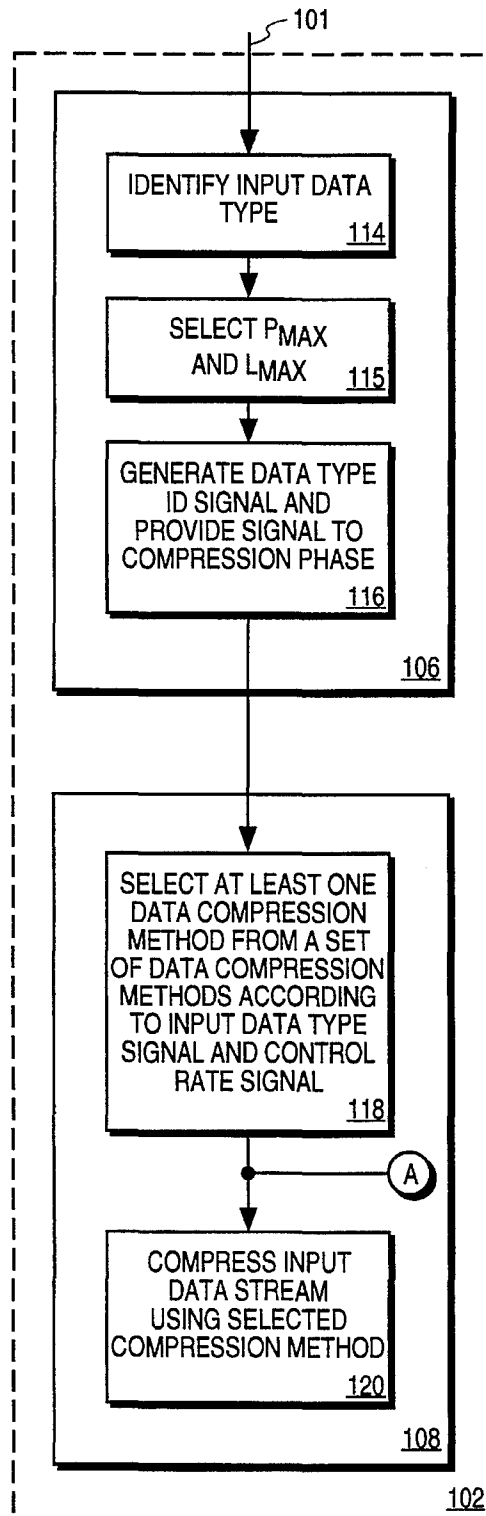 101
IDENTIFY INPUT DATA
TYPE
114
SELECT PMAX
AND LMAX
115
GENERATE DATA TYPE
ID SIGNAL AND
PROVIDE SIGNAL TO
COMPRESSION PHASE
116
106
SELECT AT LEAST ONE
DATA COMPRESSION
METHOD FROM A SET
OF DATA COMPRESSION
METHODS ACCORDING
TO INPUT DATA TYPE
SIGNAL AND CONTROL
RATE SIGNAL
118
A
COMPRESS INPUT
DATA STREAM
USING SELECTED
COMPRESSION METHOD
120
108
102